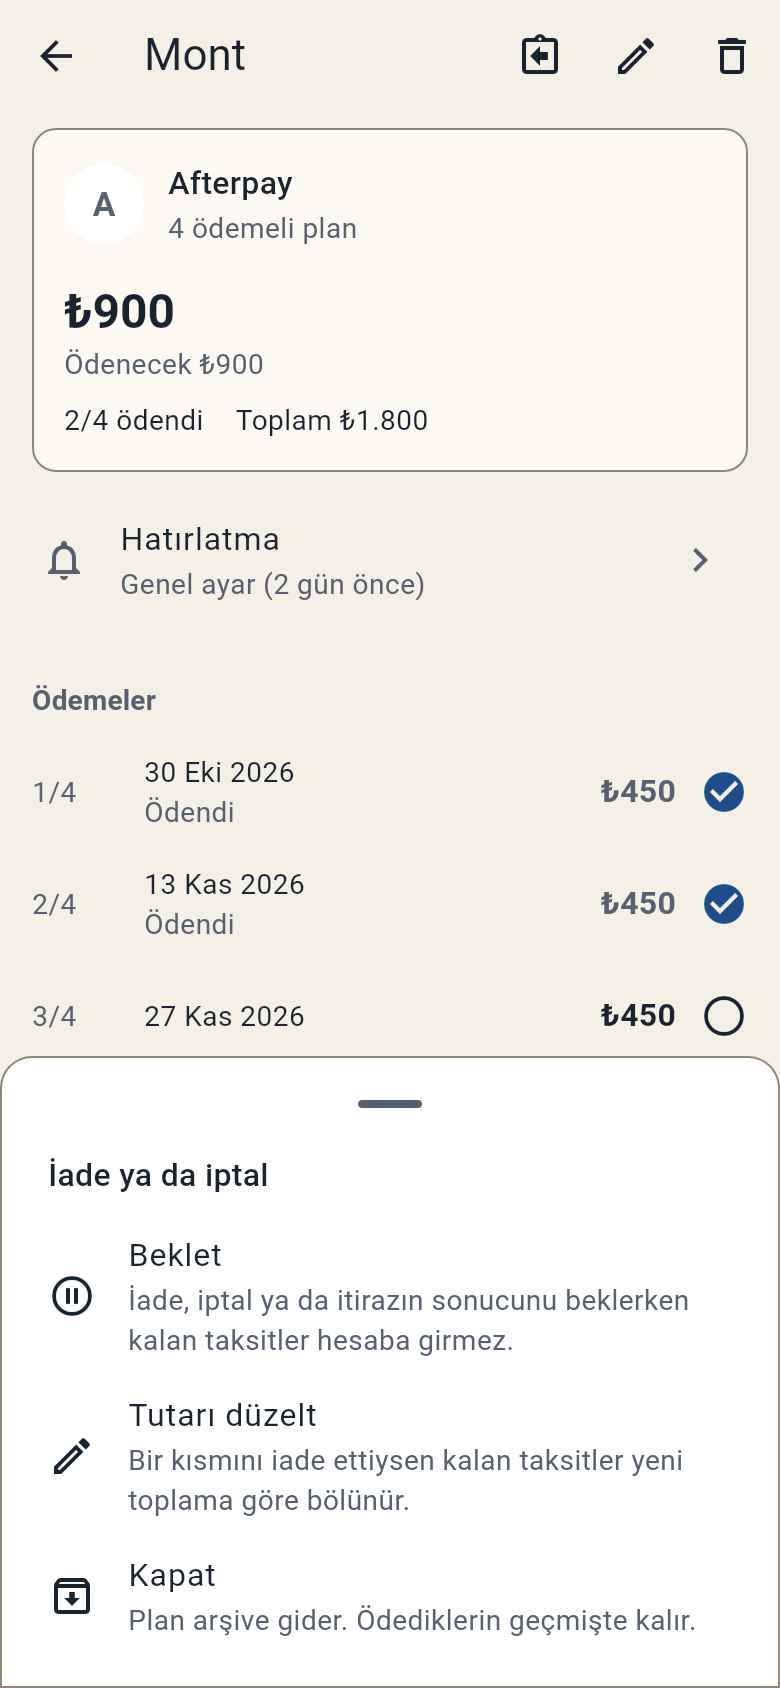 Mont
A
Afterpay
4 ödemeli plan
₺900
Ödenecek ₺900
2/4 ödendi Toplam ₺1.800
Hatırlatma
Genel ayar (2 gün önce)
Ödemeler
1/4 30 Eki 2026 ₺450
Ödendi
2/4 13 Kas 2026 ₺450
Ödendi
3/4 27 Kas 2026 ₺450
İade ya da iptal
Beklet
İade, iptal ya da itirazın sonucunu beklerken
kalan taksitler hesaba girmez.
Tutarı düzelt
Bir kısmını iade ettiysen kalan taksitler yeni
toplama göre bölünür.
Kapat
Plan arşive gider. Ödediklerin geçmişte kalır.